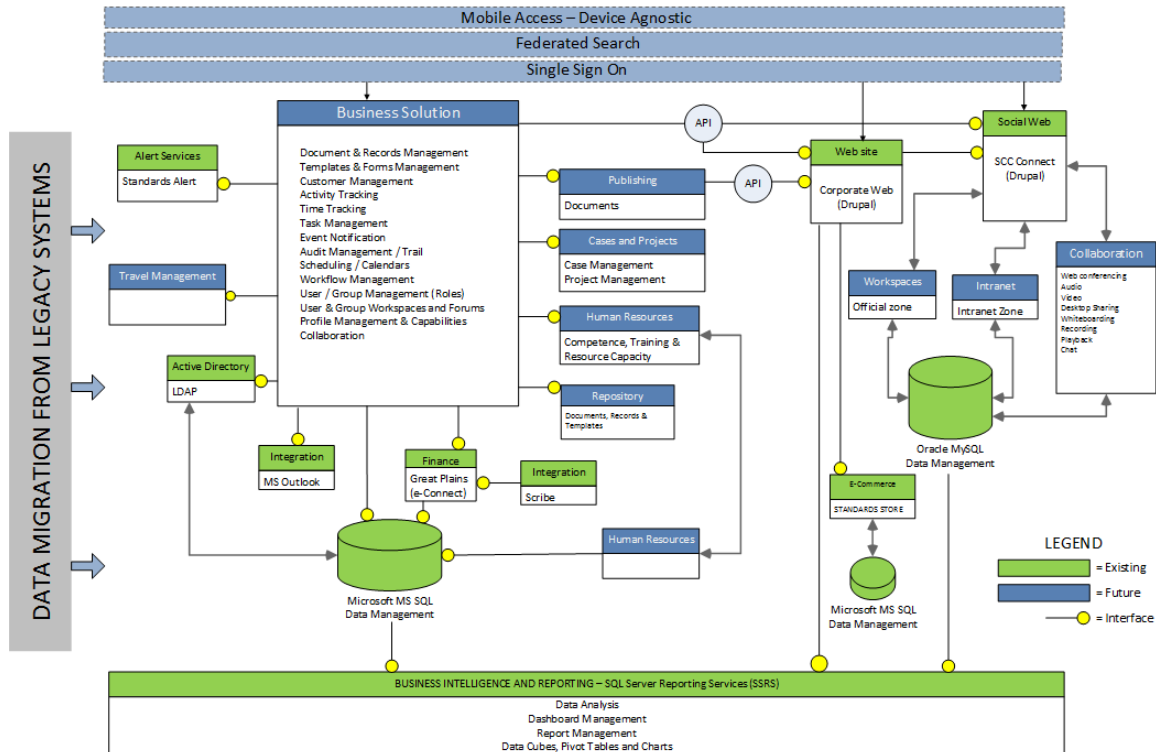 Mobile Access – Device Agnostic
Federated Search
Single Sign On
DATA MIGRATION FROM LEGACY SYSTEMS
Business Solution
Document & Records Management
Templates & Forms Management
Customer Management
Activity Tracking
Time Tracking
Task Management
Event Notification
Audit Management / Trail
Scheduling / Calendars
Workflow Management
User / Group Management (Roles)
User & Group Workspaces and Forums
Profile Management & Capabilities
Collaboration
Alert Services
Standards Alert
Travel Management
Active Directory
LDAP
Integration
MS Outlook
Finance
Great Plains
(e-Connect)
Integration
Scribe
API
API
Publishing
Documents
Cases and Projects
Case Management
Project Management
Human Resources
Competence, Training &
Resource Capacity
Repository
Documents, Records &
Templates
Human Resources
Microsoft MS SQL
Data Management
Web site
Corporate Web
(Drupal)
Social Web
SCC Connect
(Drupal)
Workspaces
Official zone
Intranet
Intranet Zone
Collaboration
Web conferencing
Audio
Video
Desktop Sharing
Whiteboarding
Recording
Playback
Chat
Oracle MySQL
Data Management
E-Commerce
STANDARDS STORE
Microsoft MS SQL
Data Management
LEGEND
= Existing
= Future
= Interface
BUSINESS INTELLIGENCE AND REPORTING – SQL Server Reporting Services (SSRS)
Data Analysis
Dashboard Management
Report Management
Data Cubes, Pivot Tables and Charts